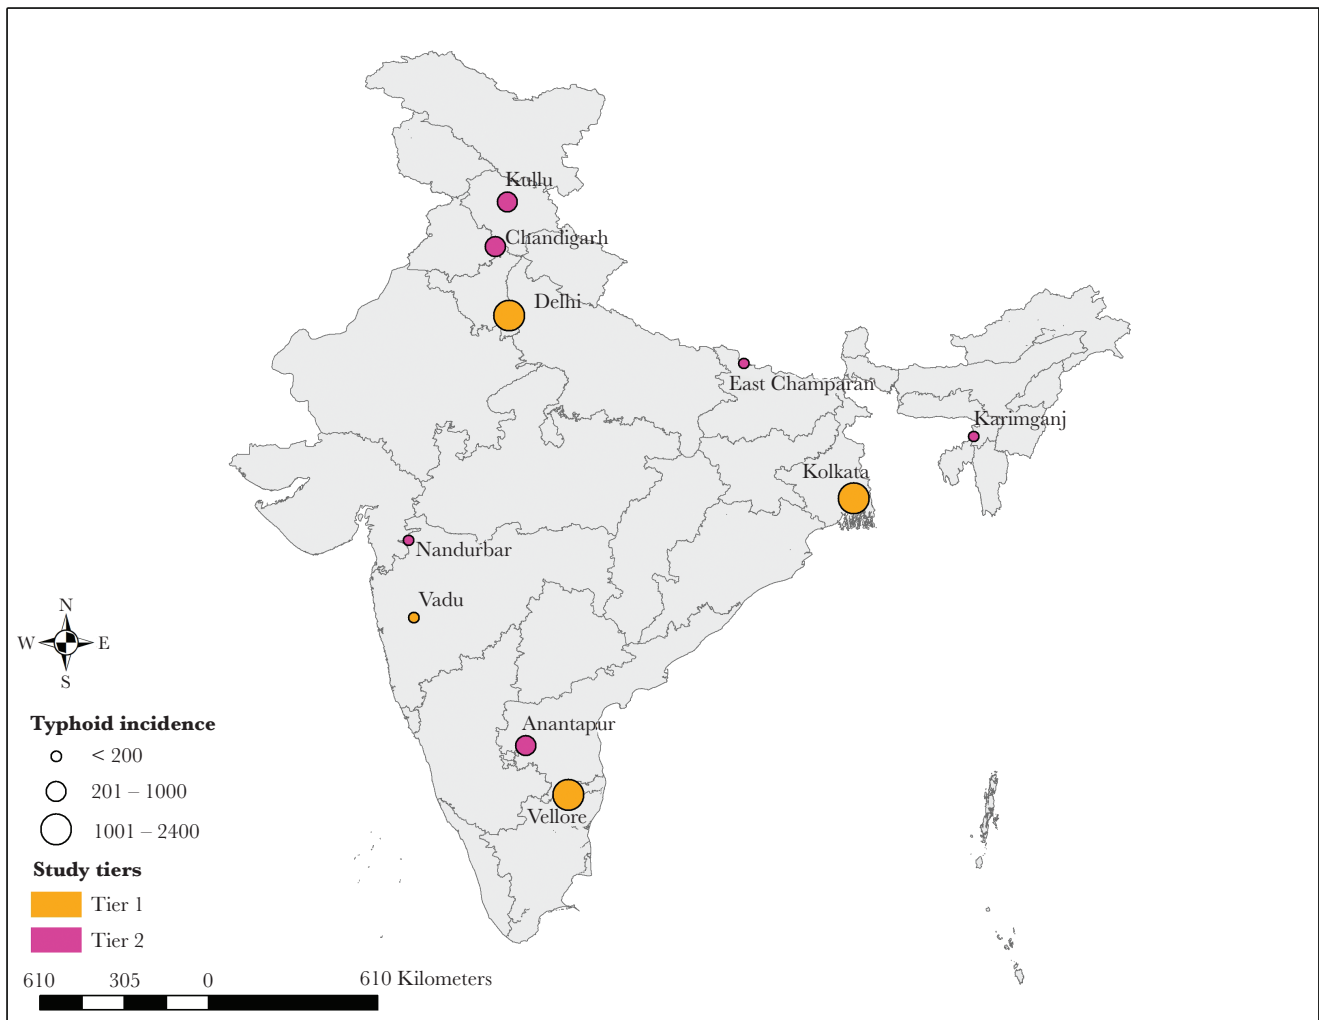 Kullu
Chandigarh
Delhi
East Champaran
Karimganj
Kolkata
Nandurbar
Vadu
N
W E
S
Anantapur
Vellore
Typhoid incidence
< 200
201 – 1000
1001 – 2400
Study tiers
Tier 1
Tier 2
610 305 0 610 Kilometers